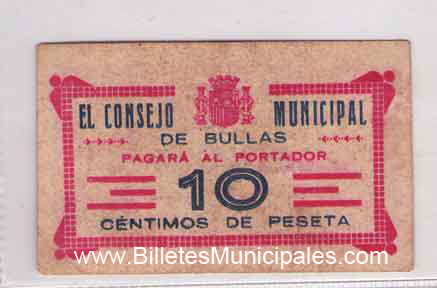 EL CONSEJO MUNICIPAL
DE BULLAS
PAGARÁ AL PORTADOR
10
CÉNTIMOS DE PESETA
www.BilletesMunicipales.com